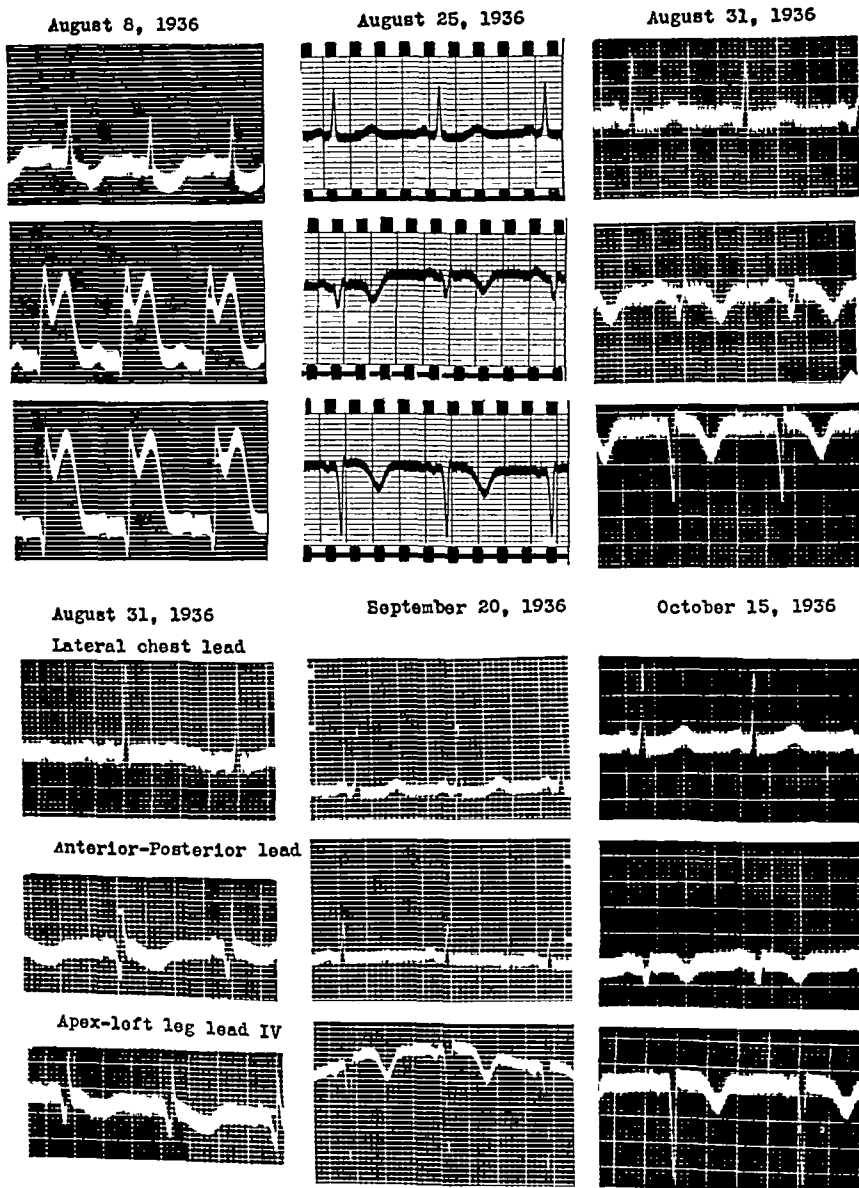 August 8, 1936
August 25, 1936
August 31, 1936
August 31, 1936
Lateral chest lead
September 20, 1936
October 15, 1936
Anterior-Posterior lead
Apex-left leg lead IV